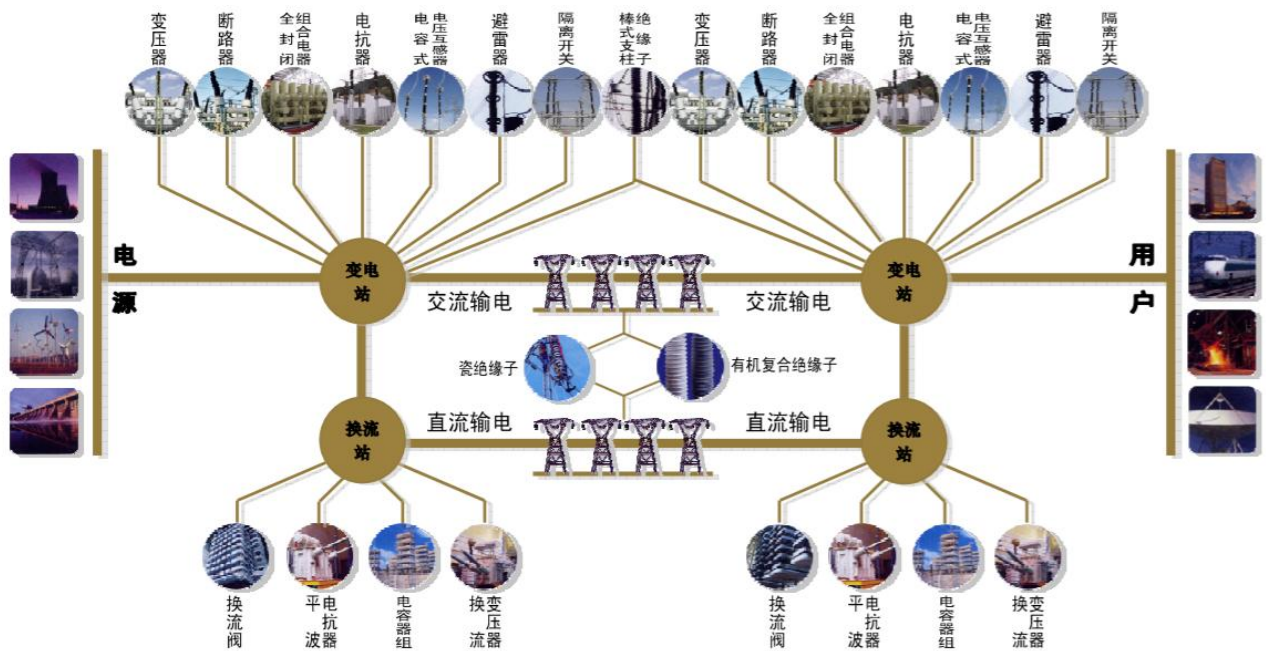 变压器
断路器
全封闭组合电器
电抗器
电容式电压互感器
避雷器
隔离开关
棒式支柱绝缘子
变压器
断路器
全封闭组合电器
电抗器
电容式电压互感器
避雷器
隔离开关
电源
变电站
交流输电
交流输电
变电站
用户
瓷绝缘子
有机复合绝缘子
换流站
直流输电
直流输电
换流站
换流阀
平波电抗器
电容器组
换流变压器
换流阀
平波电抗器
电容器组
换流变压器